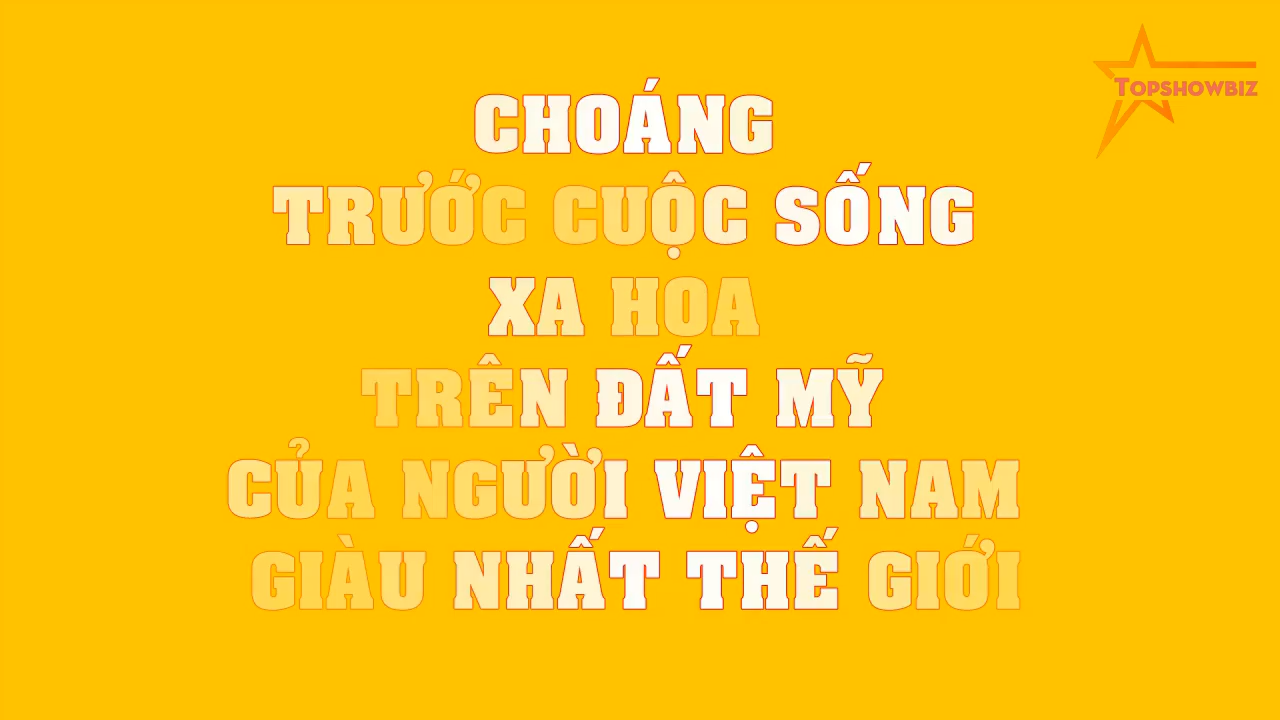 TOPSHOWBIZ
CHOÁNG
TRƯỚC CUỘC SỐNG
XA HOA
TRÊN ĐẤT MỸ
CỦA NGƯỜI VIỆT NAM
GIÀU NHẤT THẾ GIỚI